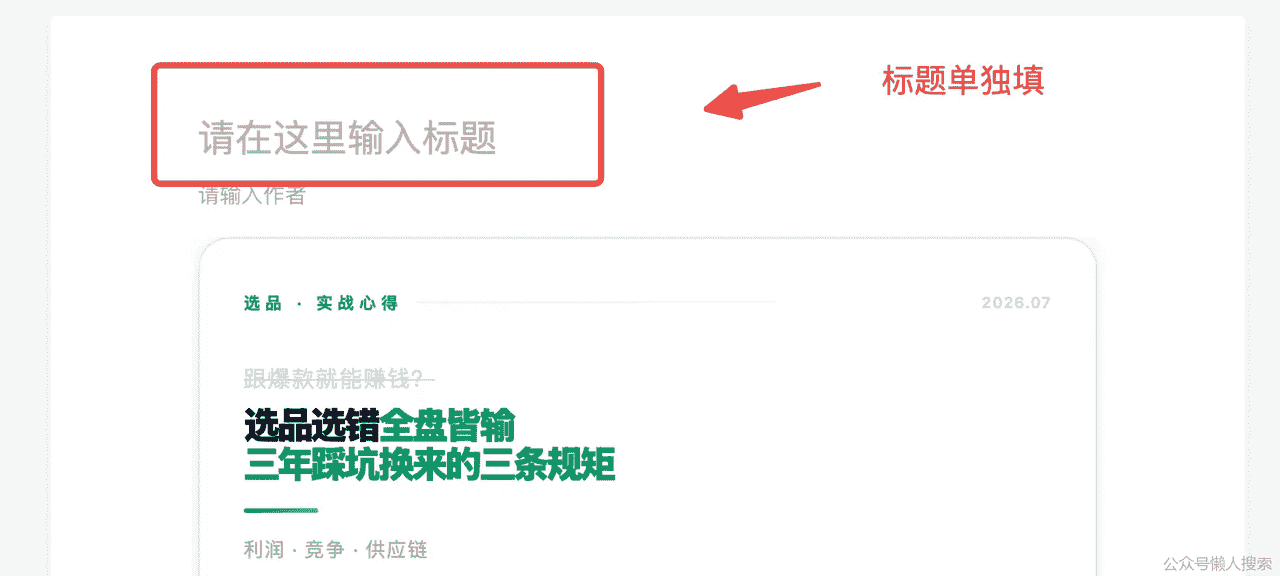 标题单独填
请在这里输入标题
请输入作者
选品 · 实战心得
2026.07
跟爆款就能赚钱?
选品选错全盘皆输
三年踩坑换来的三条规矩
利润 · 竞争 · 供应链
公众号懒人搜索